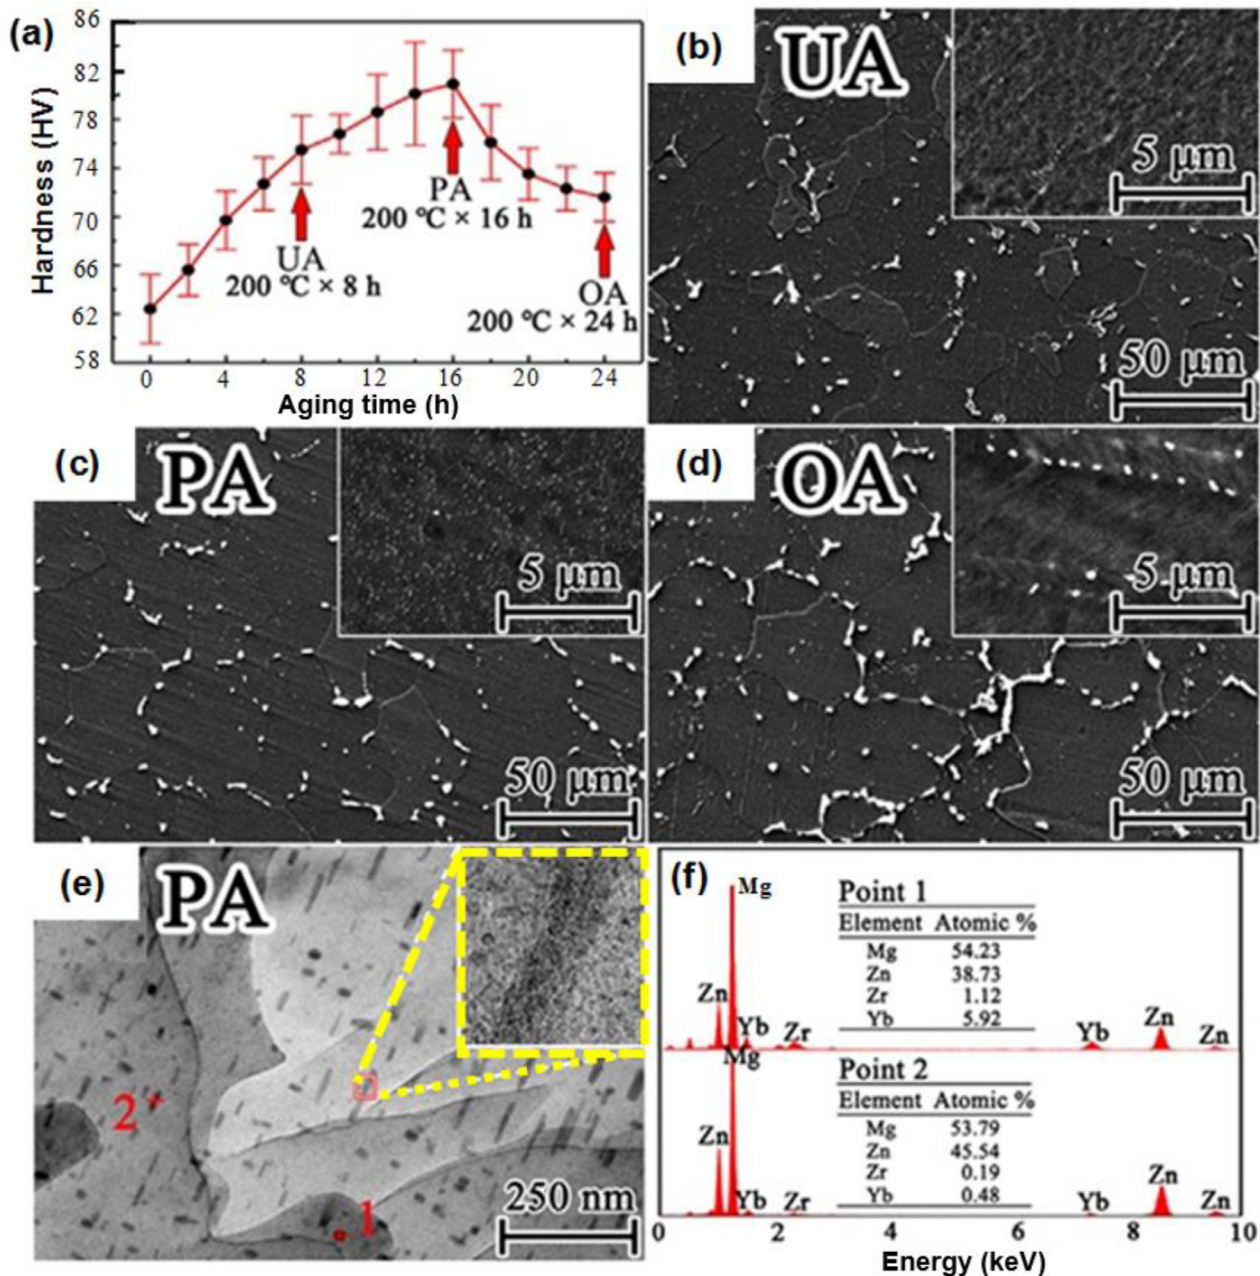 (a)
86
82
78
74
70
66
62
58
Hardness (HV)
PA
200 °C × 16 h
UA
200 °C × 8 h
OA
200 °C × 24 h
0 4 8 12 16 20 24
Aging time (h)
(b)
UA
5 µm
50 µm
(c)
PA
5 µm
50 µm
(d)
OA
5 µm
50 µm
(e)
PA
2
1
250 nm
(f)
Mg
Zn
Yb
Zr
Yb
Zn
Zn
Point 1
Element Atomic %
Mg 54.23
Zn 38.73
Zr 1.12
Yb 5.92
Mg
Zn
Yb
Zr
Yb
Zn
Zn
Point 2
Element Atomic %
Mg 53.79
Zn 45.54
Zr 0.19
Yb 0.48
0 2 4 6 8 10
Energy (keV)